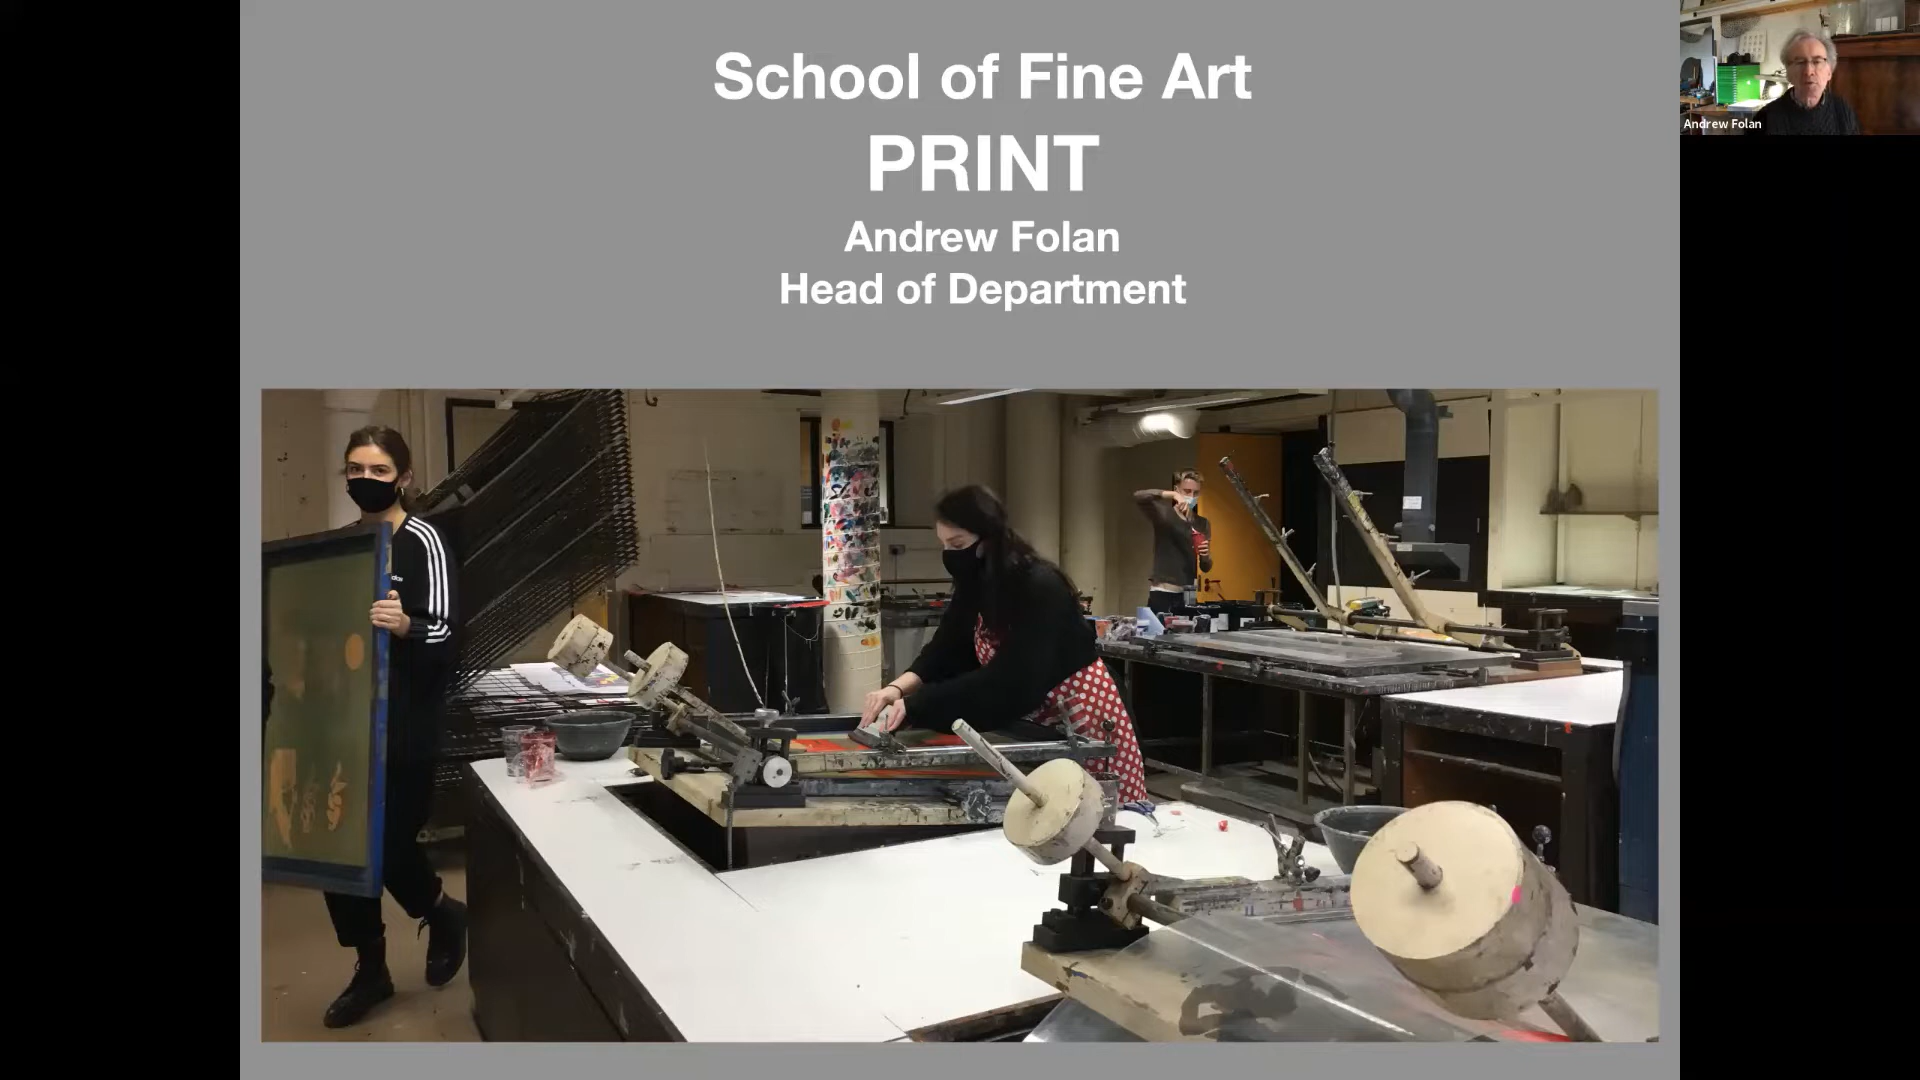 School of Fine Art
PRINT
Andrew Folan
Head of Department
Andrew Folan